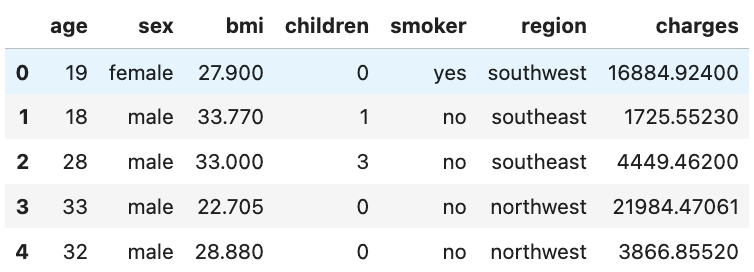 age sex bmi children smoker region charges
0 19 female 27.900 0 yes southwest 16884.92400
1 18 male 33.770 1 no southeast 1725.55230
2 28 male 33.000 3 no southeast 4449.46200
3 33 male 22.705 0 no northwest 21984.47061
4 32 male 28.880 0 no northwest 3866.85520